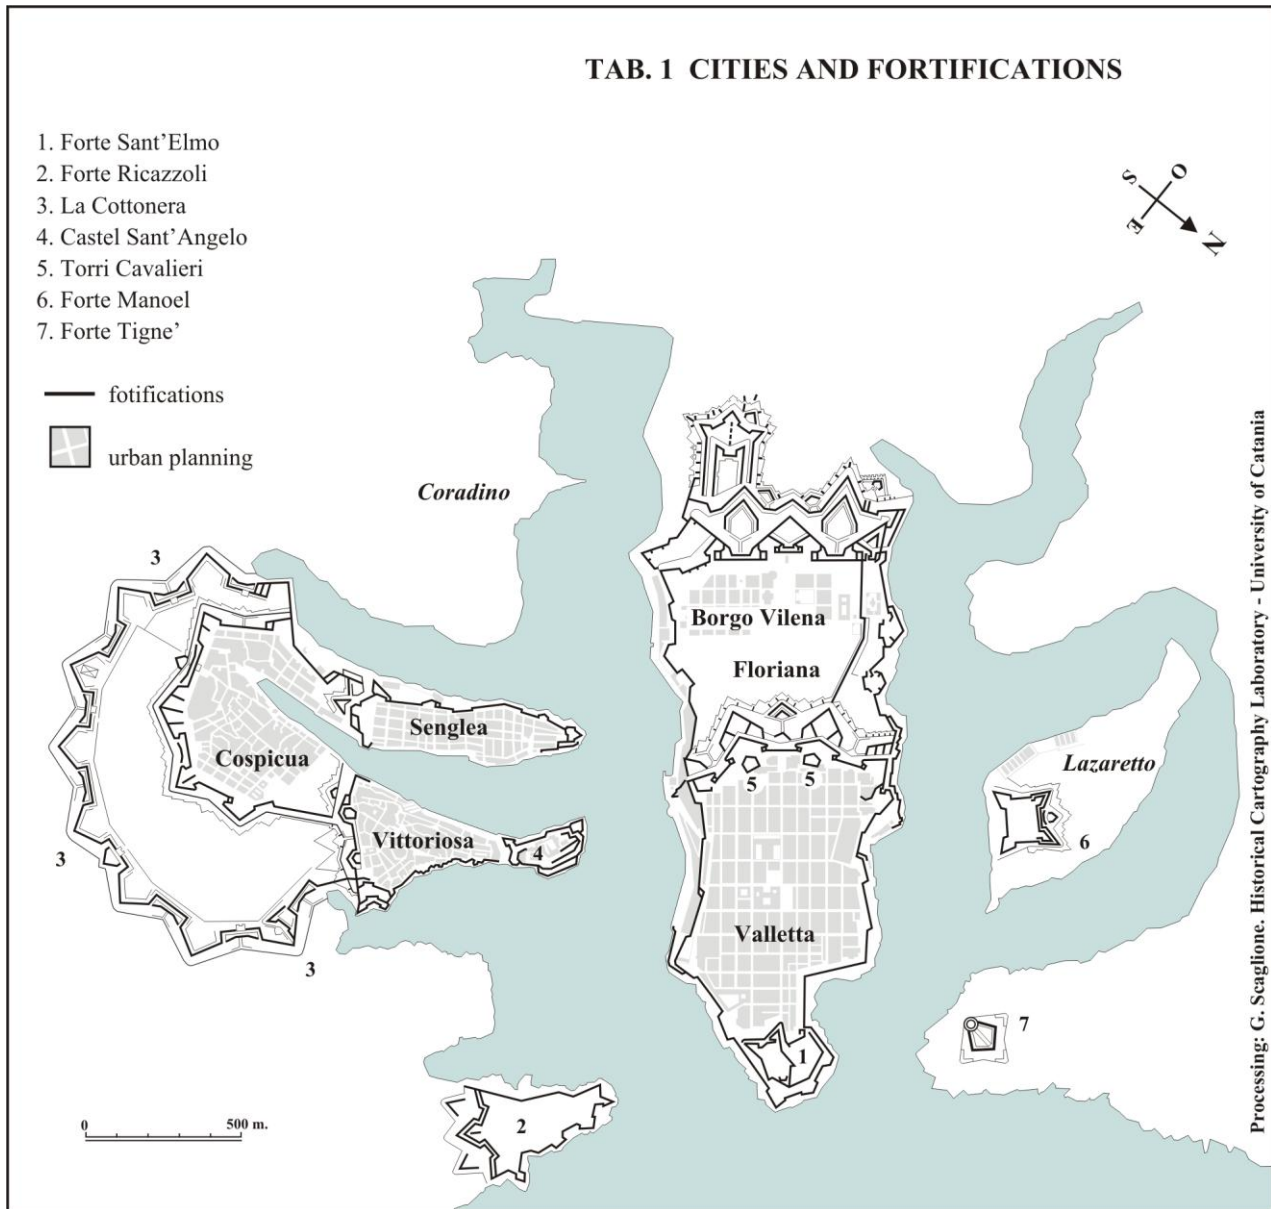 TAB. 1 CITIES AND FORTIFICATIONS
1. Forte Sant’Elmo
2. Forte Ricazzoli
3. La Cottonera
4. Castel Sant’Angelo
5. Torri Cavalieri
6. Forte Manoel
7. Forte Tigne’
fotifications
urban planning
S
O
E
N
Coradino
3
Borgo Vilena
Floriana
Senglea
Cospicua
5
5
Lazaretto
Vittoriosa
4
6
3
Valletta
3
7
1
2
0
500 m.
Processing: G. Scaglione. Historical Cartography Laboratory - University of Catania